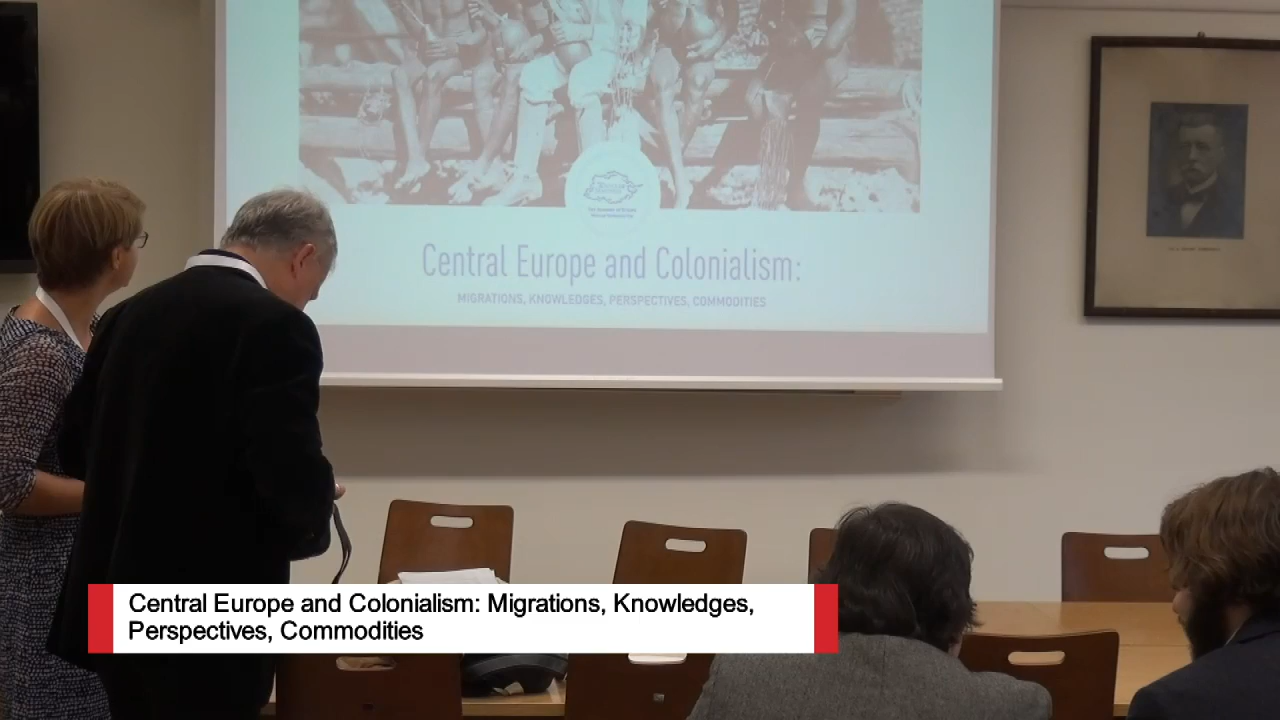 Central Europe and Colonialism:
MIGRATIONS, KNOWLEDGES, PERSPECTIVES, COMMODITIES
Central Europe and Colonialism: Migrations, Knowledges,
Perspectives, Commodities